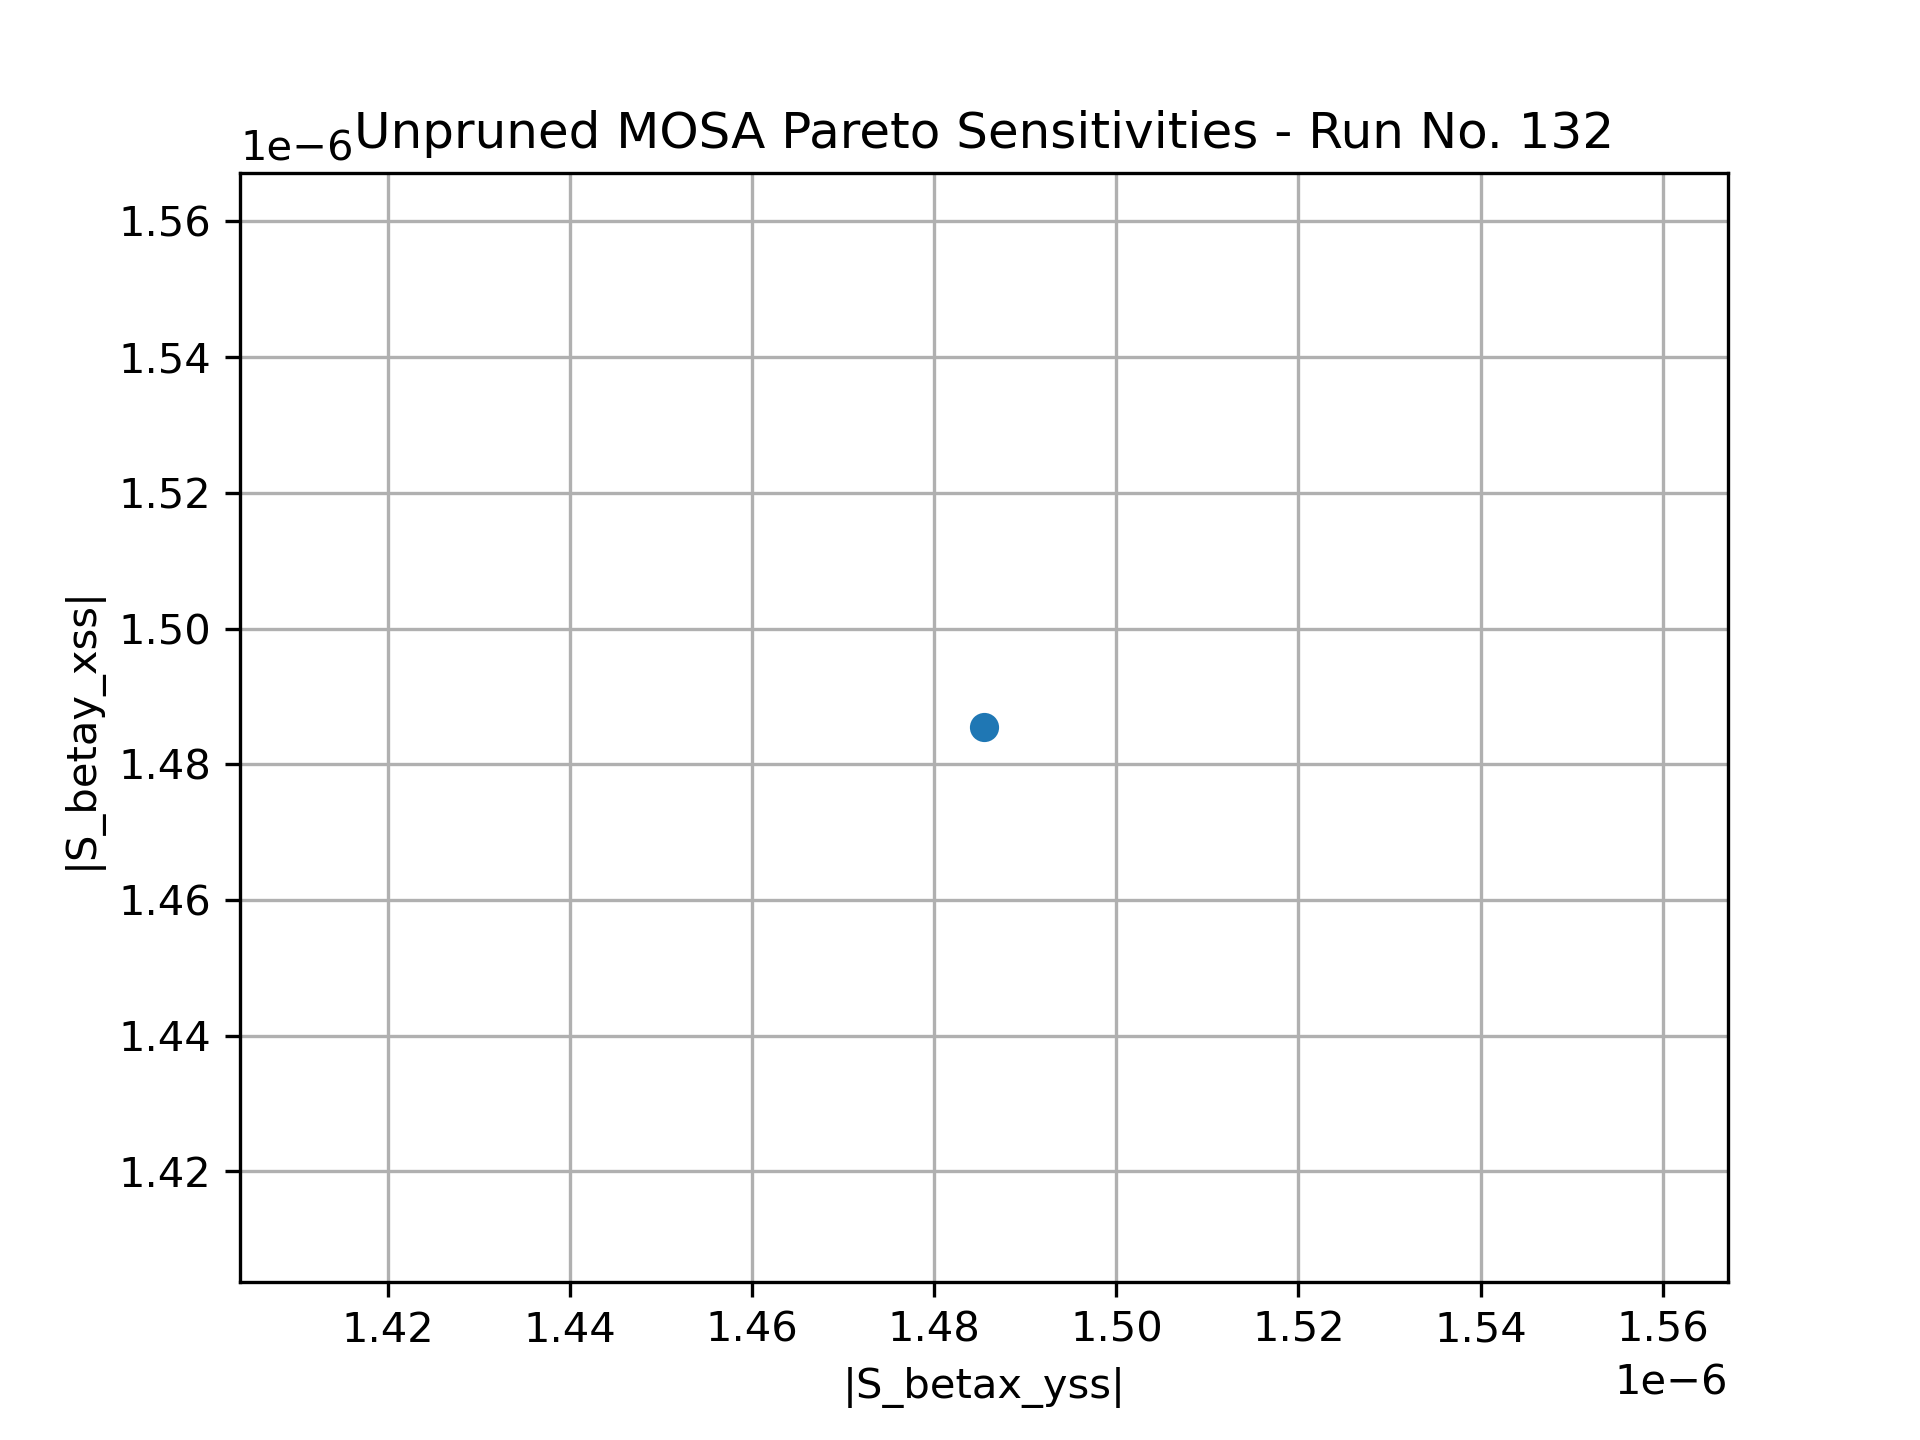 Unpruned MOSA Pareto Sensitivities - Run No. 132
1e−6
1.56
1.54
1.52
1.50
1.48
1.46
1.44
1.42
|S_betay_xss|
1.42 1.44 1.46 1.48 1.50 1.52 1.54 1.56
1e−6
|S_betax_yss|